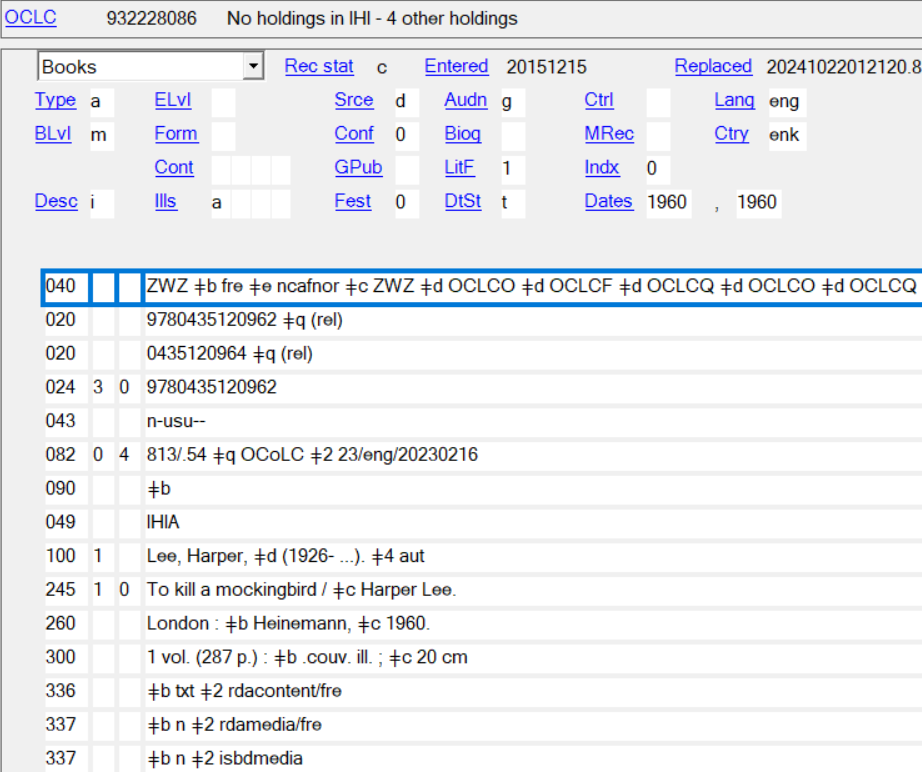 OCLC 932228086 No holdings in IHI - 4 other holdings
Books Rec stat c Entered 20151215 Replaced 20241022012120.8
Type a ELvl Srce d Audn g Ctrl Lang eng
BLvl m Form Conf 0 Biog MRec Ctry enk
Cont GPub LitF 1 Indx 0
Desc i Ills a Fest 0 DtSt t Dates 1960 , 1960
040 ZWZ ǂb fre ǂe ncafnor ǂc ZWZ ǂd OCLCO ǂd OCLCF ǂd OCLCQ ǂd OCLCO ǂd OCLCQ
020 9780435120962 ǂq (rel)
020 0435120964 ǂq (rel)
024 3 0 9780435120962
043 n-usu--
082 0 4 813/.54 ǂq OCoLC ǂ2 23/eng/20230216
090 ǂb
049 IHIA
100 1 Lee, Harper, ǂd (1926- ...). ǂ4 aut
245 1 0 To kill a mockingbird / ǂc Harper Lee.
260 London : ǂb Heinemann, ǂc 1960.
300 1 vol. (287 p.) : ǂb .couv. ill. ; ǂc 20 cm
336 ǂb txt ǂ2 rdacontent/fre
337 ǂb n ǂ2 rdamedia/fre
337 ǂb n ǂ2 isbdmedia